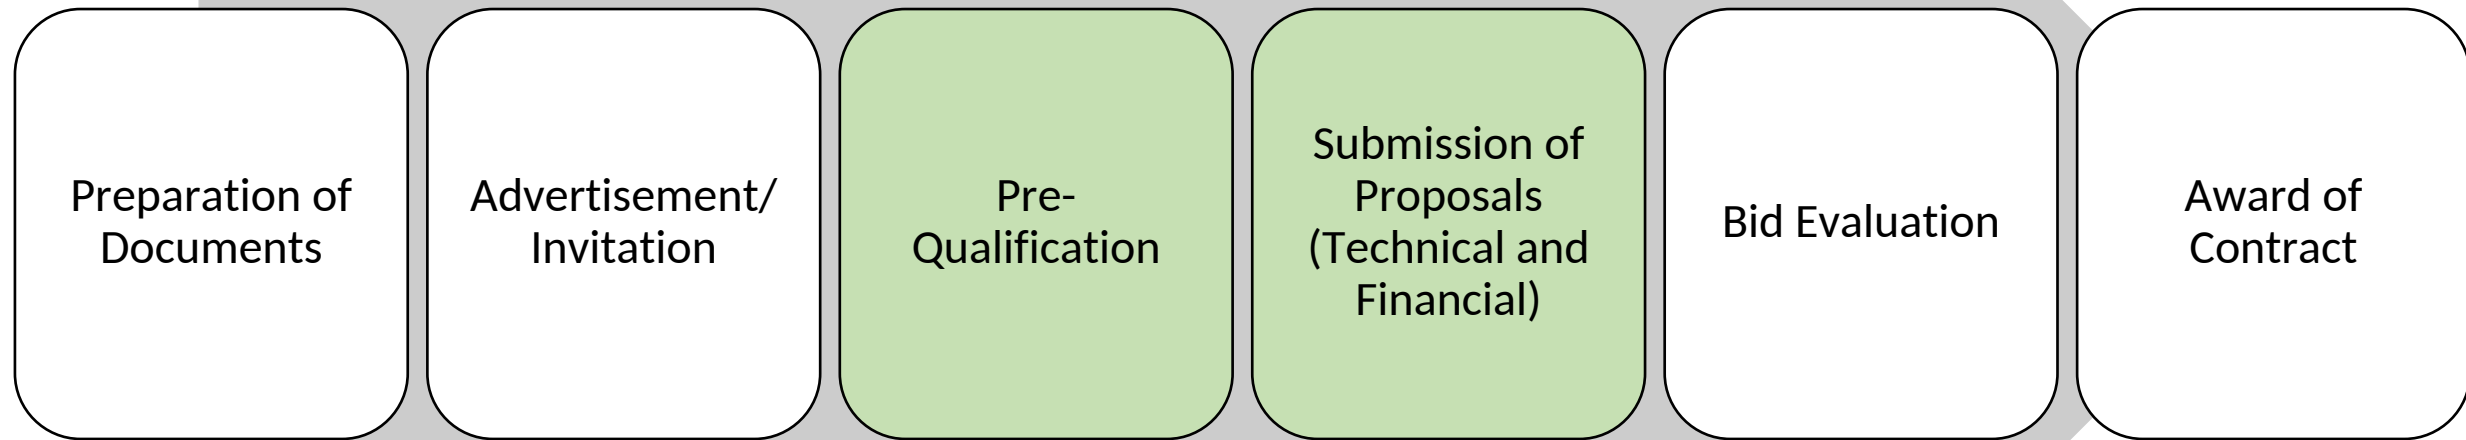 Preparation of
Documents
Advertisement/
Invitation
Pre-
Qualification
Submission of
Proposals
(Technical and
Financial)
Bid Evaluation
Award of
Contract